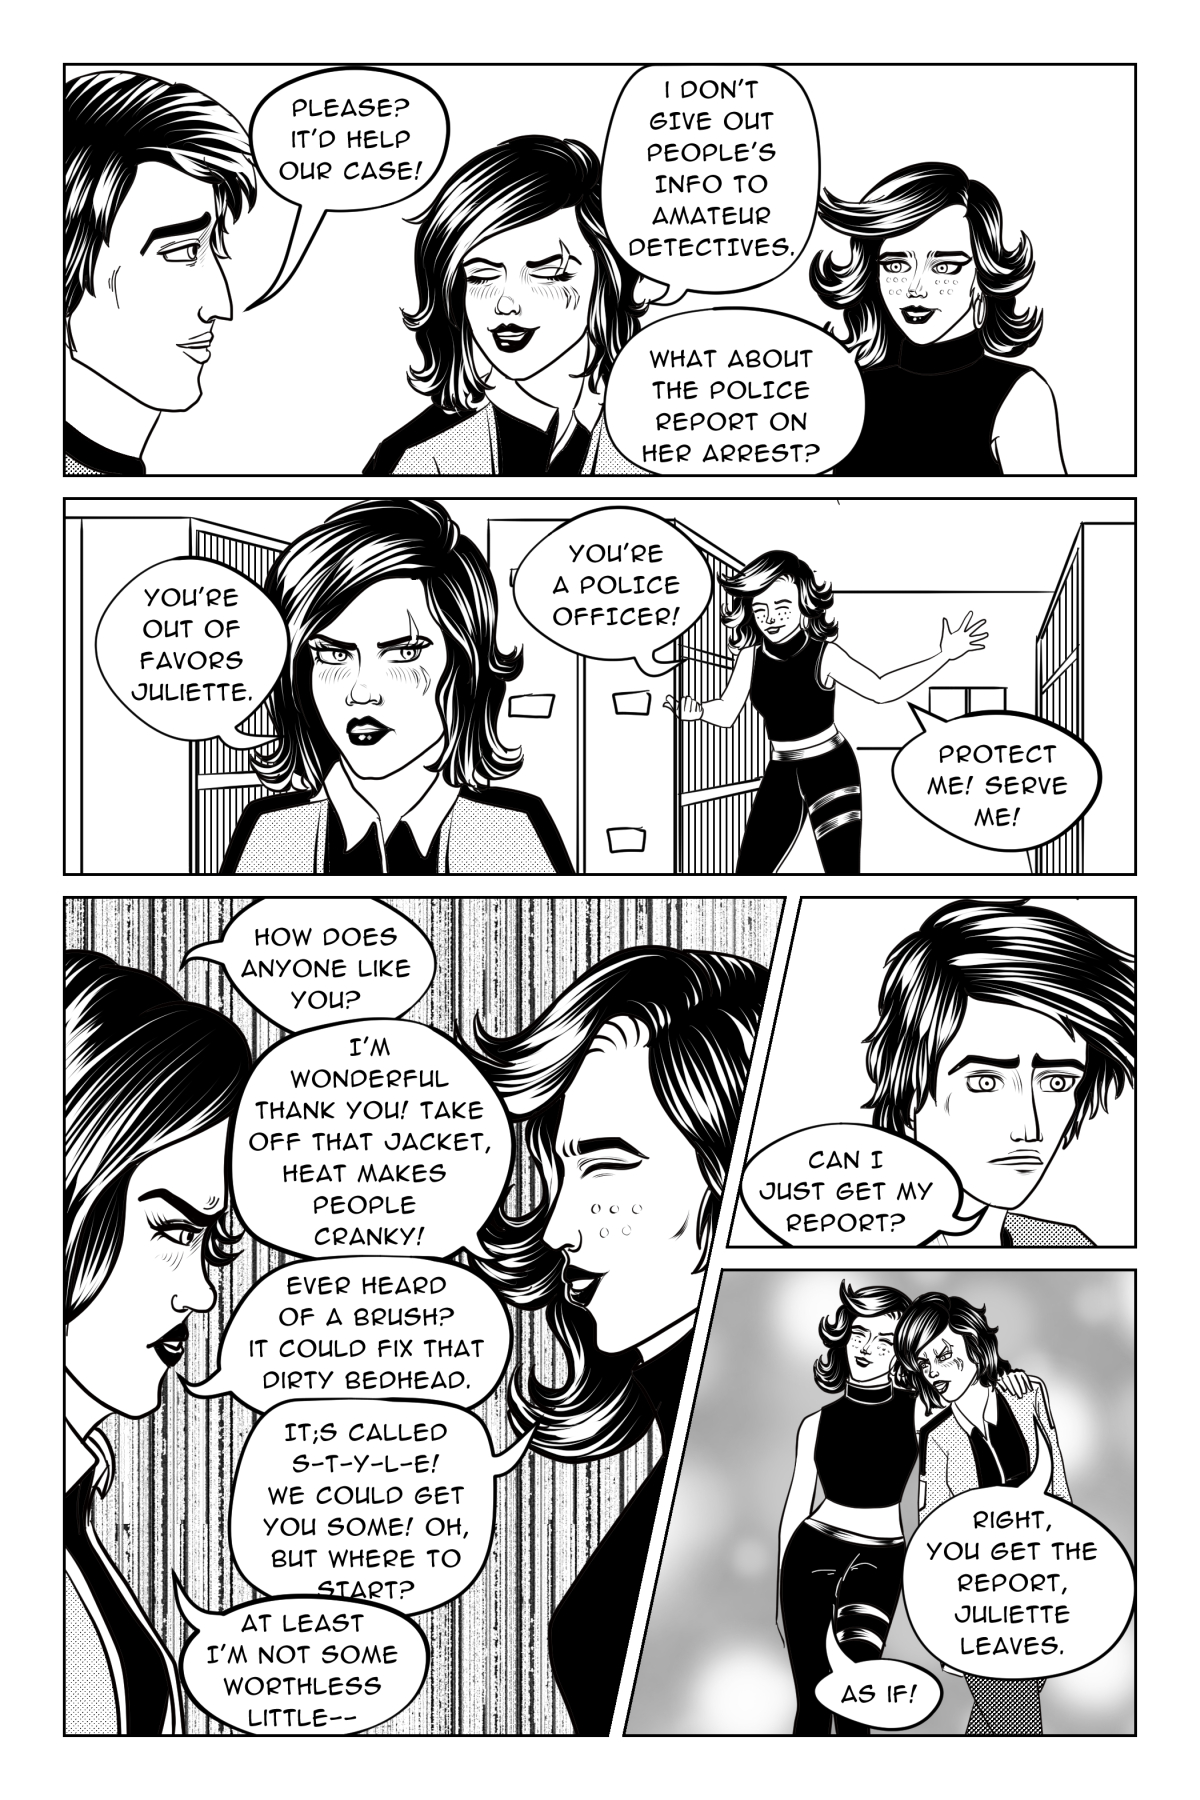 PLEASE?
IT'D HELP
OUR CASE!
I DON'T
GIVE OUT
PEOPLE'S
INFO TO
AMATEUR
DETECTIVES.
WHAT ABOUT
THE POLICE
REPORT ON
HER ARREST?
YOU'RE
OUT OF
FAVORS
JULIETTE.
YOU'RE
A POLICE
OFFICER!
PROTECT
ME! SERVE
ME!
HOW DOES
ANYONE LIKE
YOU?
I'M
WONDERFUL
THANK YOU! TAKE
OFF THAT JACKET,
HEAT MAKES
PEOPLE
CRANKY!
EVER HEARD
OF A BRUSH?
IT COULD FIX THAT
DIRTY BEDHEAD.
IT;S CALLED
S-T-Y-L-E!
WE COULD GET
YOU SOME! OH,
BUT WHERE TO
START?
AT LEAST
I'M NOT SOME
WORTHLESS
LITTLE--
CAN I
JUST GET MY
REPORT?
RIGHT,
YOU GET THE
REPORT,
JULIETTE
LEAVES.
AS IF!